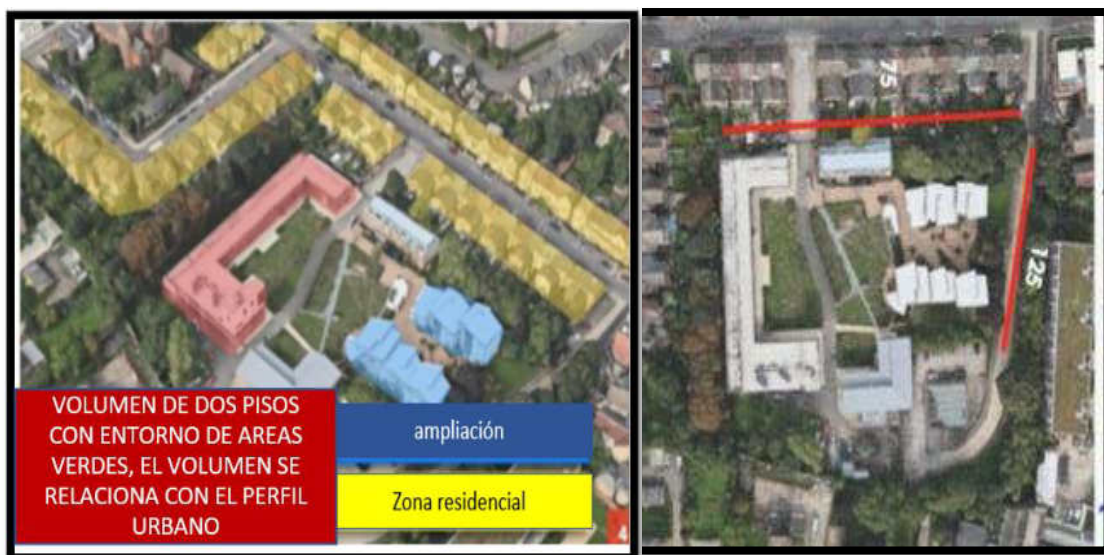 VOLUMEN DE DOS PISOS
CON ENTORNO DE AREAS
VERDES, EL VOLUMEN SE
RELACIONA CON EL PERFIL
URBANO
ampliación
Zona residencial
4
75
125